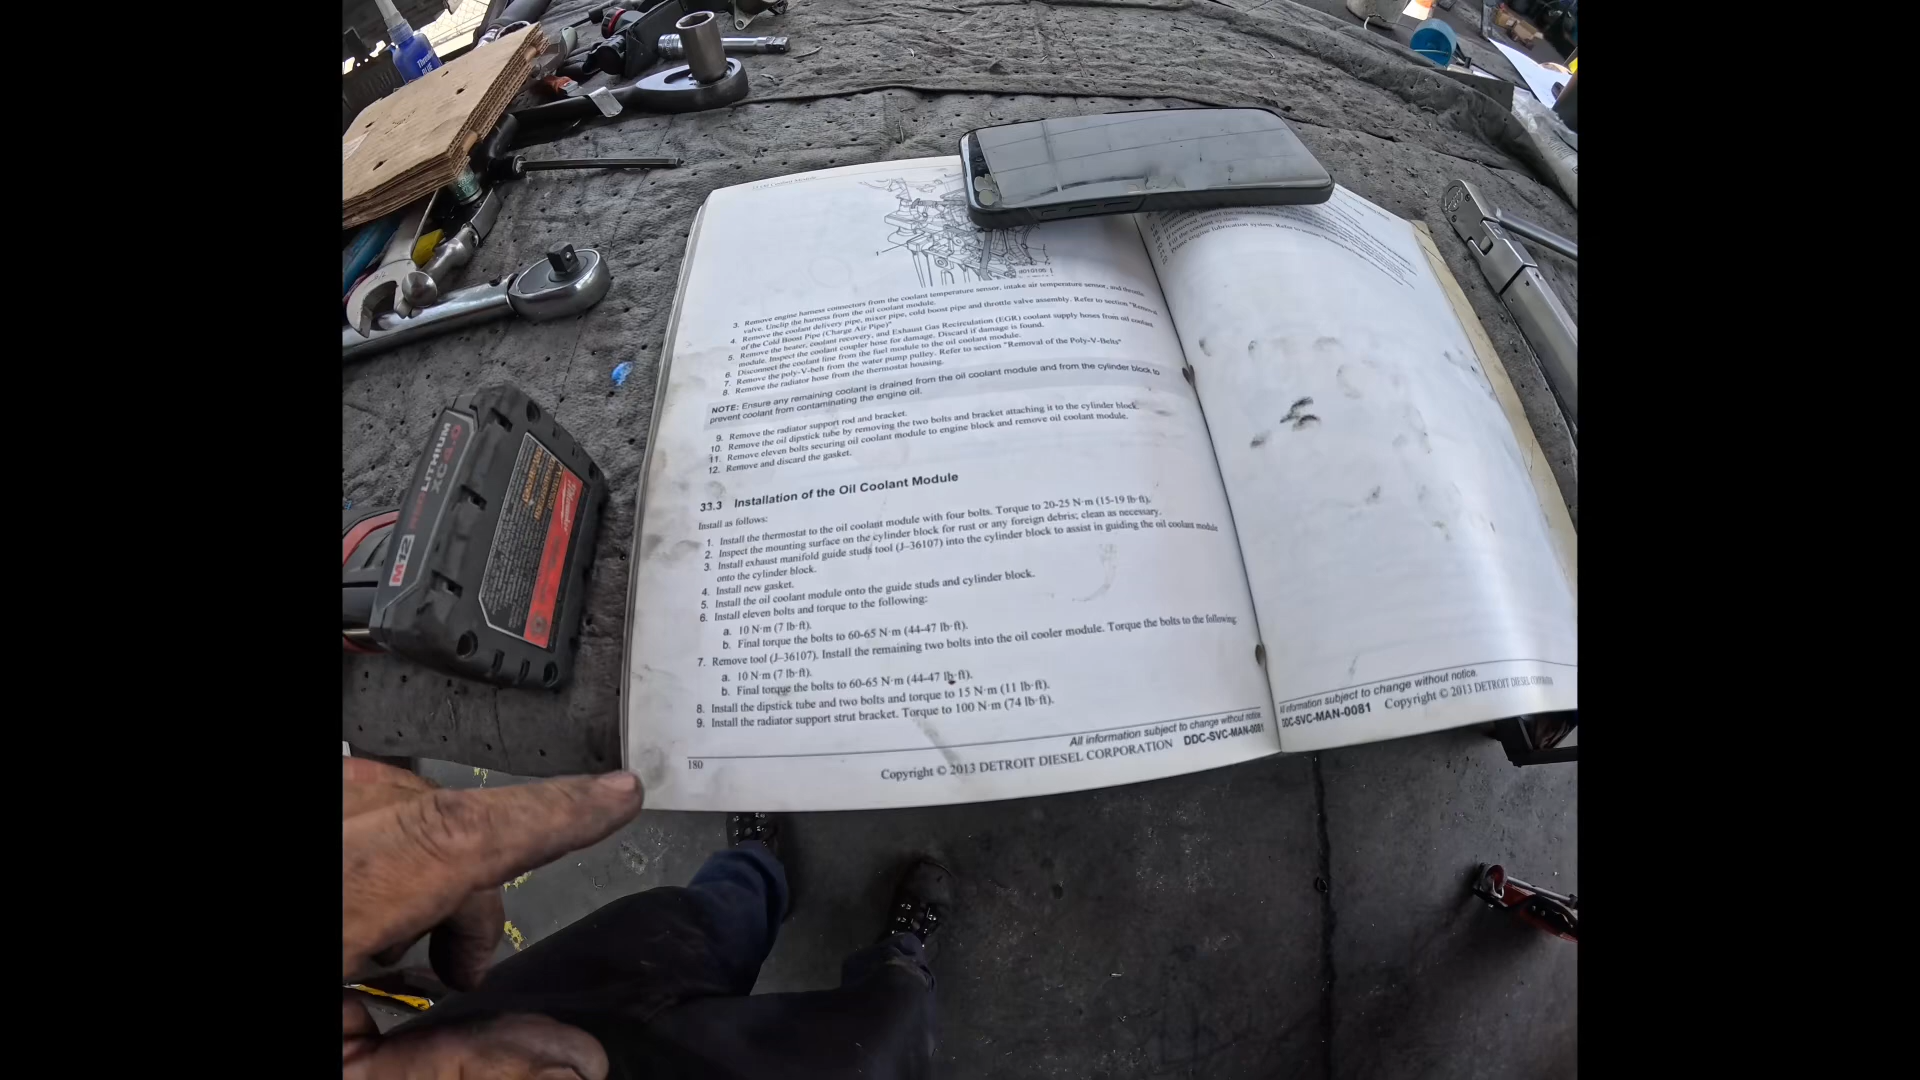 33 Oil Coolant Module
3. Remove engine harness connectors from the coolant temperature sensor, intake air temperature sensor, and throttle
valve. Unclip the harness from the oil coolant module.
4. Remove the coolant delivery pipe, mixer pipe, cold boost pipe and throttle valve assembly. Refer to section "Removal
of the Cold Boost Pipe (Charge Air Pipe)"
5. Remove the heater, coolant recovery, and Exhaust Gas Recirculation (EGR) coolant supply hoses from oil coolant
module. Inspect the coolant coupler hose for damage. Discard if damage is found.
6. Disconnect the coolant line from the fuel module to the oil coolant module.
7. Remove the poly-V-belt from the water pump pulley. Refer to section "Removal of the Poly-V-Belts"
8. Remove the radiator hose from the thermostat housing.
NOTE: Ensure any remaining coolant is drained from the oil coolant module and from the cylinder block to
prevent coolant from contaminating the engine oil.
9. Remove the radiator support rod and bracket.
10. Remove the oil dipstick tube by removing the two bolts and bracket attaching it to the cylinder block.
11. Remove eleven bolts securing oil coolant module to engine block and remove oil coolant module.
12. Remove and discard the gasket.
33.3 Installation of the Oil Coolant Module
Install as follows:
1. Install the thermostat to the oil coolant module with four bolts. Torque to 20-25 N·m (15-19 lb·ft).
2. Inspect the mounting surface on the cylinder block for rust or any foreign debris; clean as necessary.
3. Install exhaust manifold guide studs tool (J-36107) into the cylinder block to assist in guiding the oil coolant module
onto the cylinder block.
4. Install new gasket.
5. Install the oil coolant module onto the guide studs and cylinder block.
6. Install eleven bolts and torque to the following:
a. 10 N·m (7 lb·ft).
b. Final torque the bolts to 60-65 N·m (44-47 lb·ft).
7. Remove tool (J-36107). Install the remaining two bolts into the oil cooler module. Torque the bolts to the following
a. 10 N·m (7 lb·ft).
b. Final torque the bolts to 60-65 N·m (44-47 lb·ft).
8. Install the dipstick tube and two bolts and torque to 15 N·m (11 lb·ft).
9. Install the radiator support strut bracket. Torque to 100 N·m (74 lb·ft).
180
All information subject to change without notice.
Copyright © 2013 DETROIT DIESEL CORPORATION DDC-SVC-MAN-0081
Fill the coolant system.
Prime engine lubrication system. Refer to section
All information subject to change without notice.
DDC-SVC-MAN-0081 Copyright © 2013 DETROIT DIESEL CORPORATION
M12 REDLITHIUM
Milwaukee
BLUE